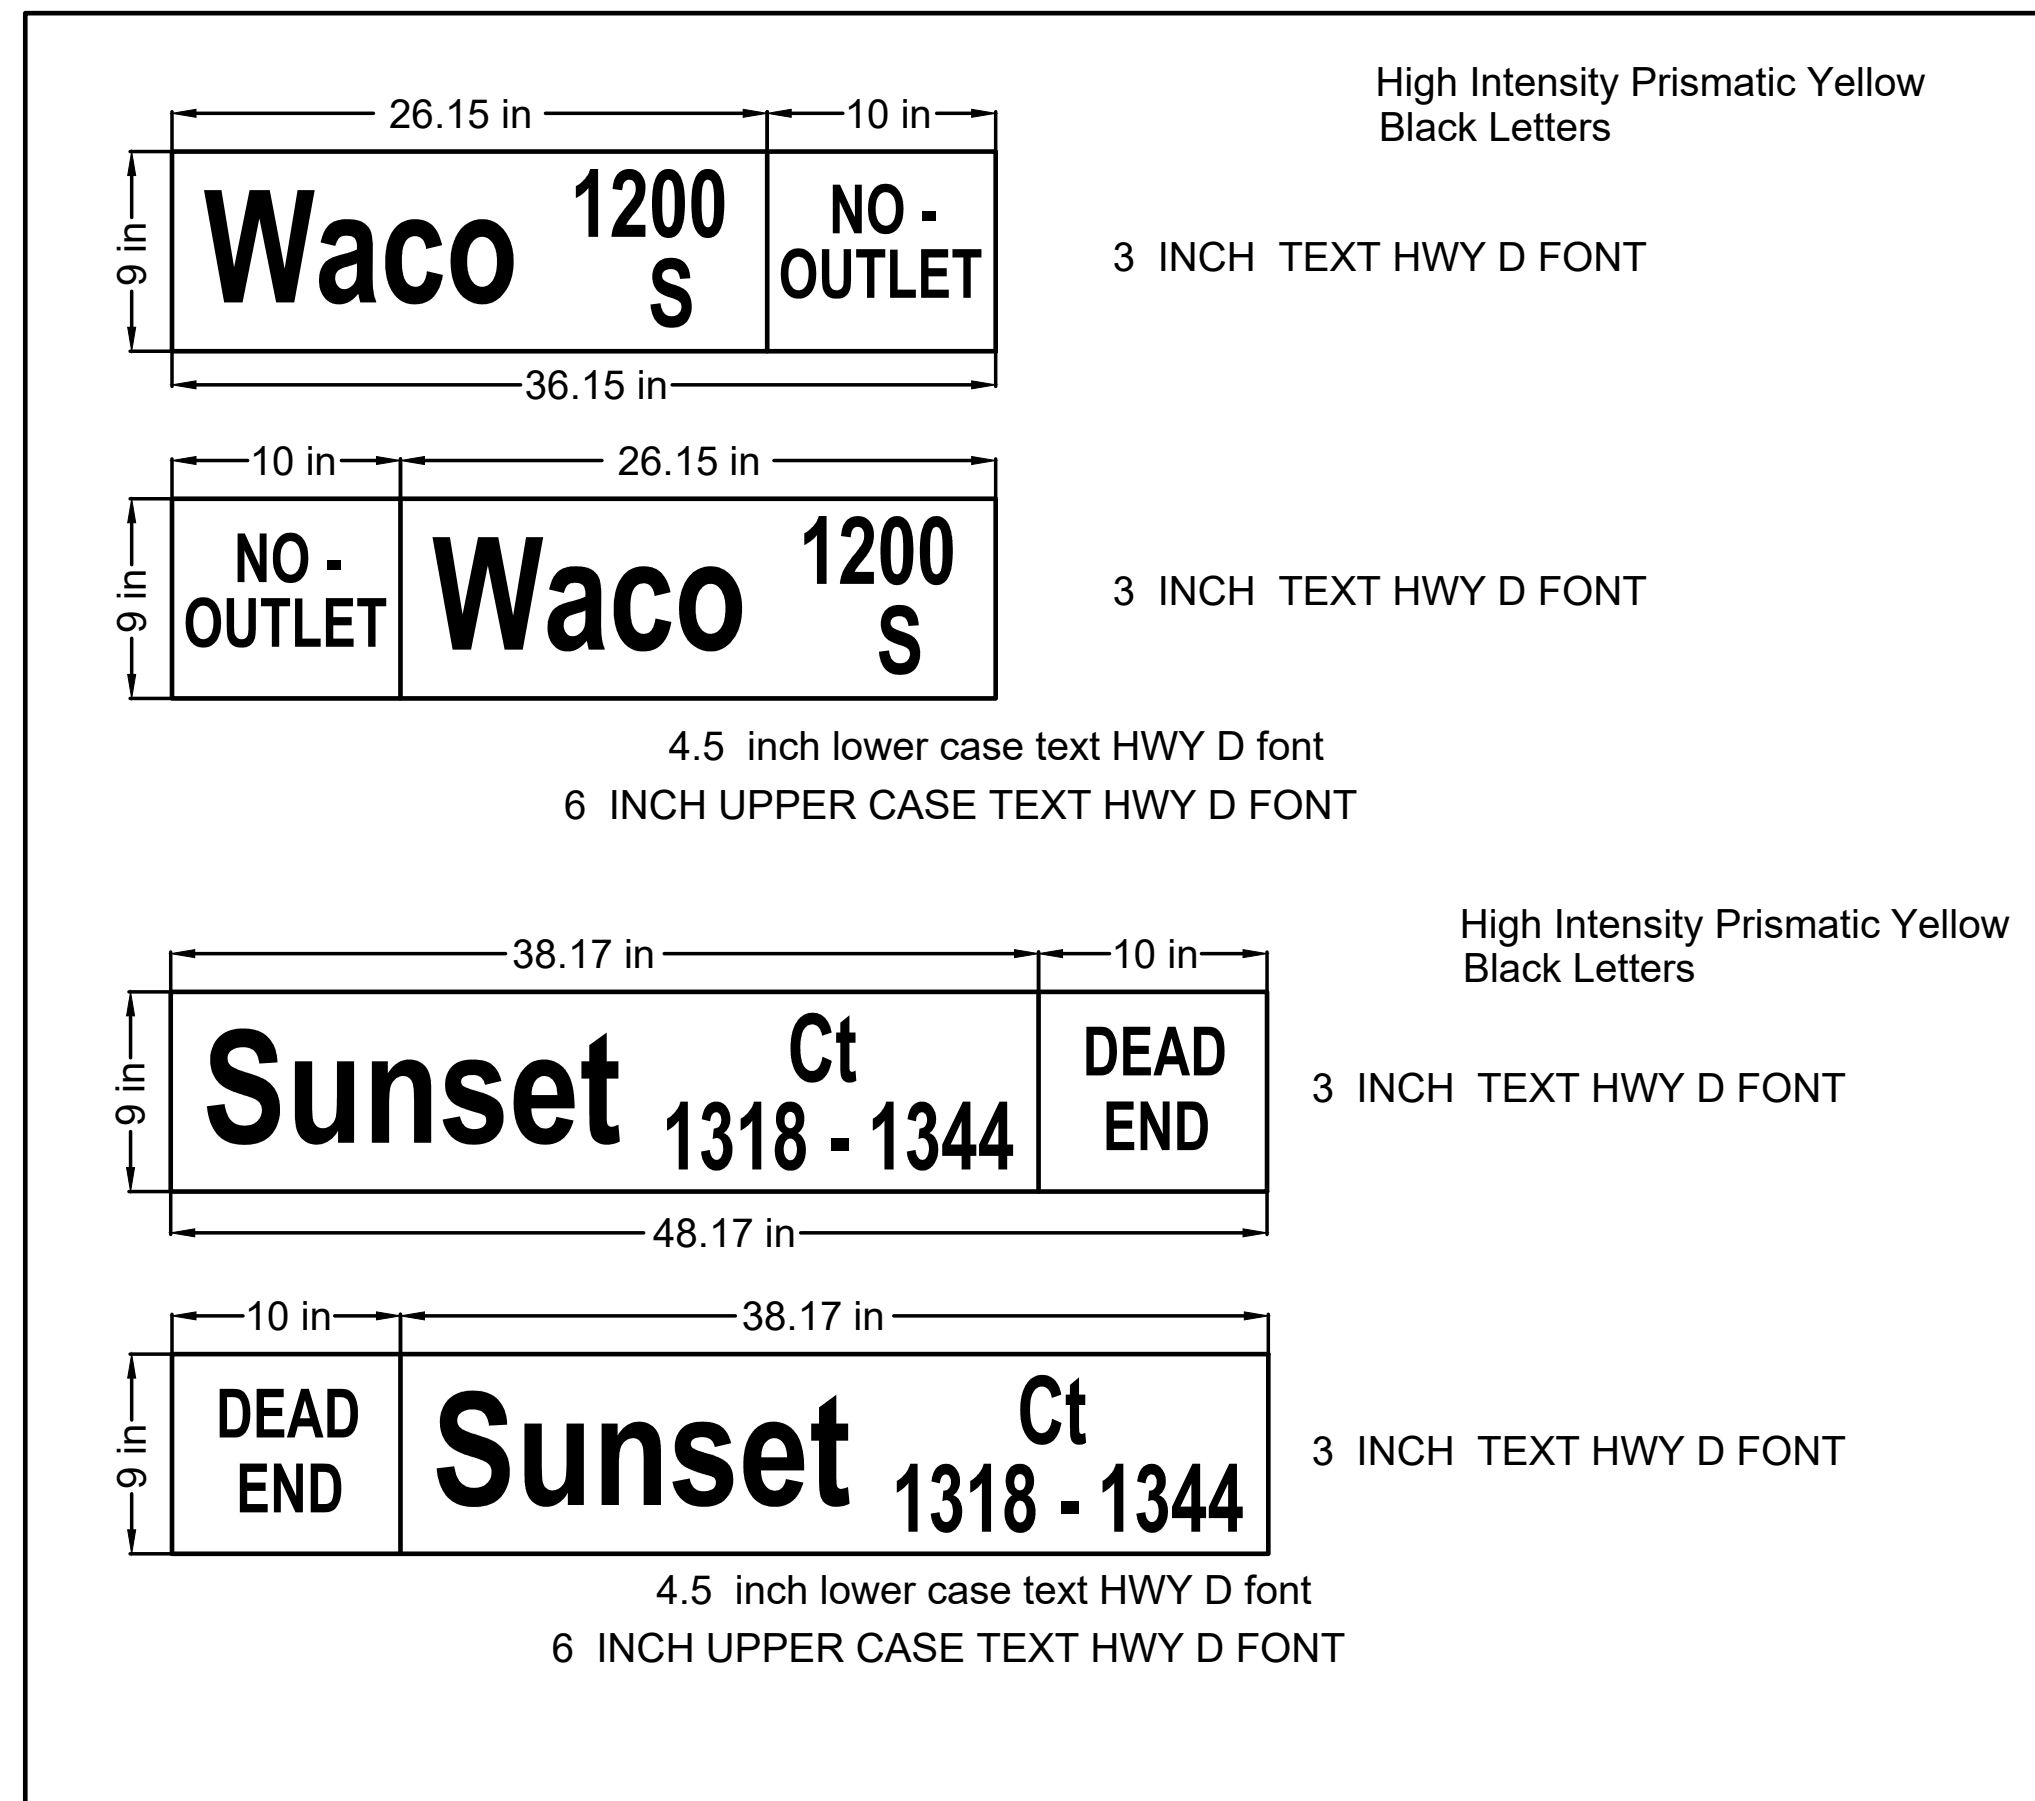 High Intensity Prismatic Yellow
Black Letters
26.15 in
10 in
9 in
Waco
1200
S
NO -
OUTLET
3 INCH TEXT HWY D FONT
36.15 in
10 in
26.15 in
9 in
NO -
OUTLET
Waco
1200
S
3 INCH TEXT HWY D FONT
4.5 inch lower case text HWY D font
6 INCH UPPER CASE TEXT HWY D FONT
High Intensity Prismatic Yellow
Black Letters
38.17 in
10 in
9 in
Sunset
Ct
1318 - 1344
DEAD
END
3 INCH TEXT HWY D FONT
48.17 in
10 in
38.17 in
9 in
DEAD
END
Sunset
Ct
1318 - 1344
3 INCH TEXT HWY D FONT
4.5 inch lower case text HWY D font
6 INCH UPPER CASE TEXT HWY D FONT